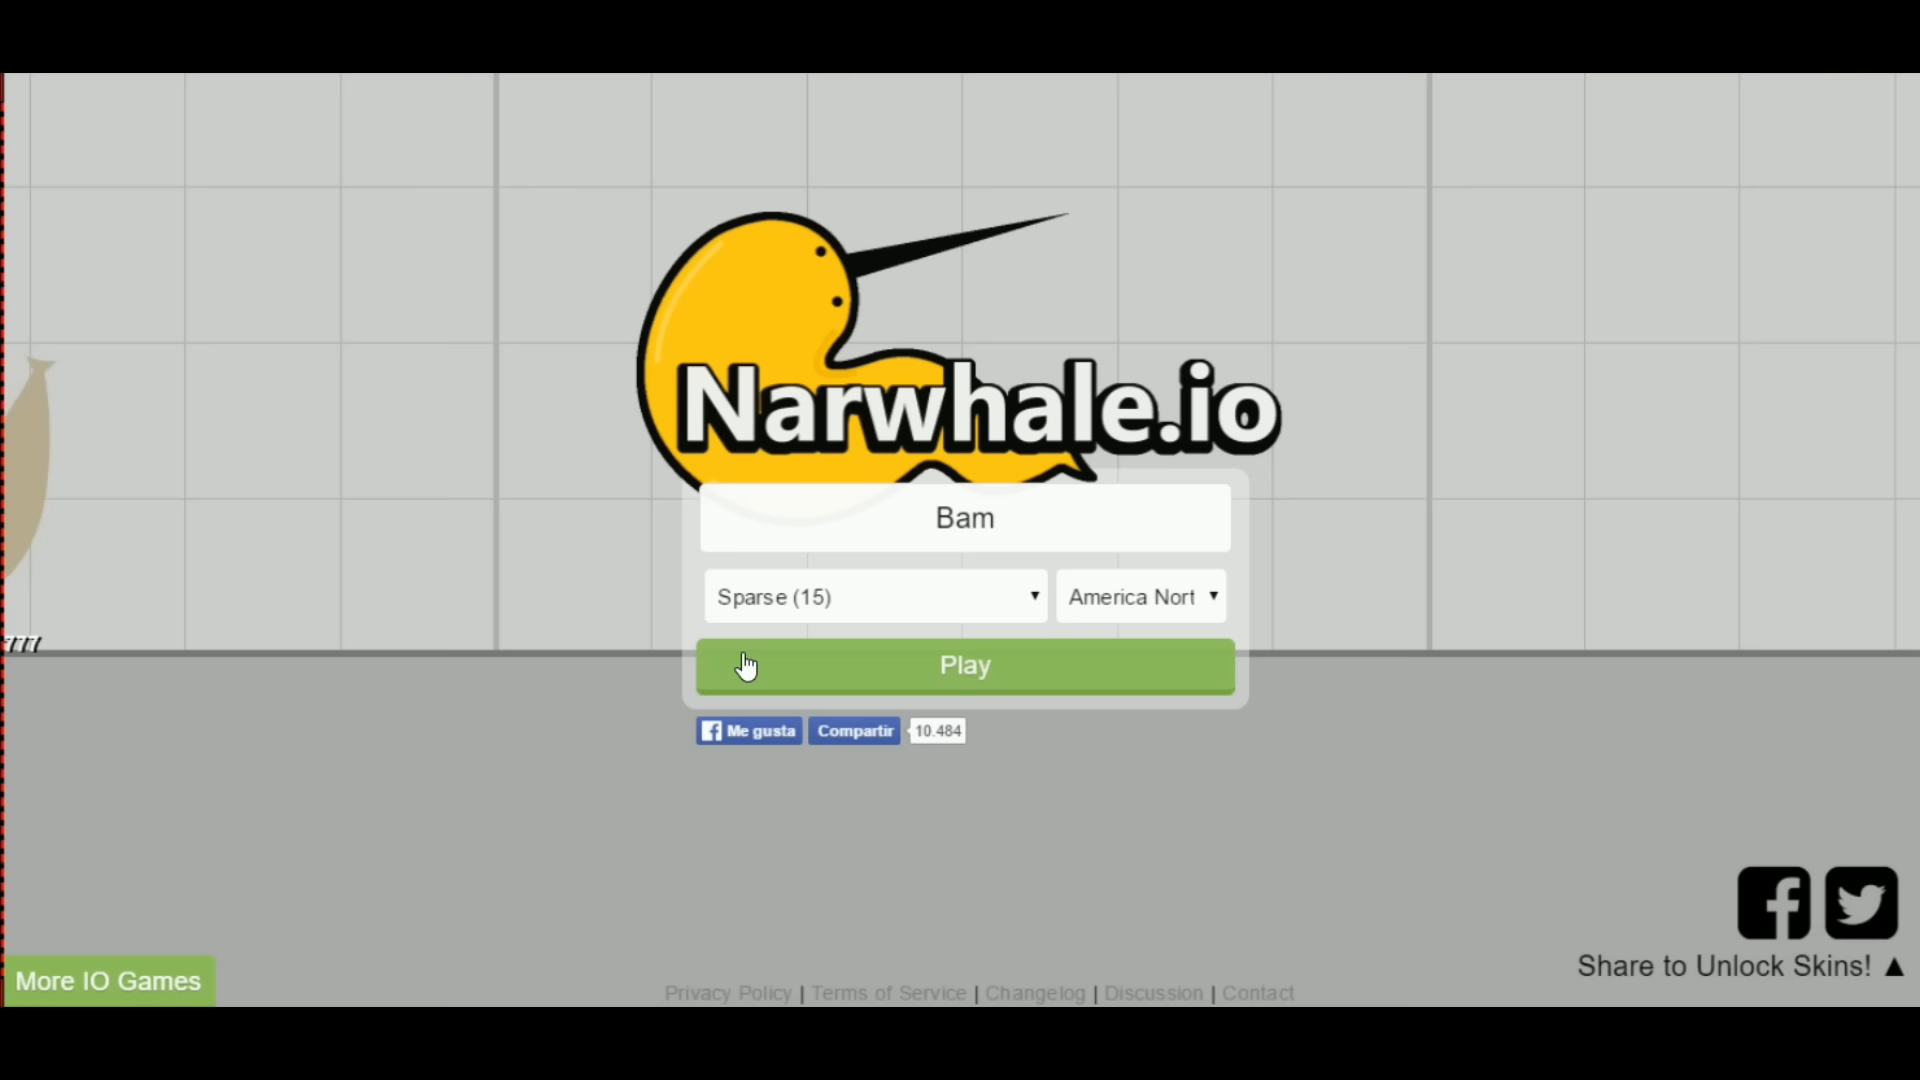 Narwhale.io
Bam
Sparse (15)
America Nort
777
Play
Me gusta
Compartir
10.484
Share to Unlock Skins! ▲
More IO Games
Privacy Policy | Terms of Service | Changelog | Discussion | Contact